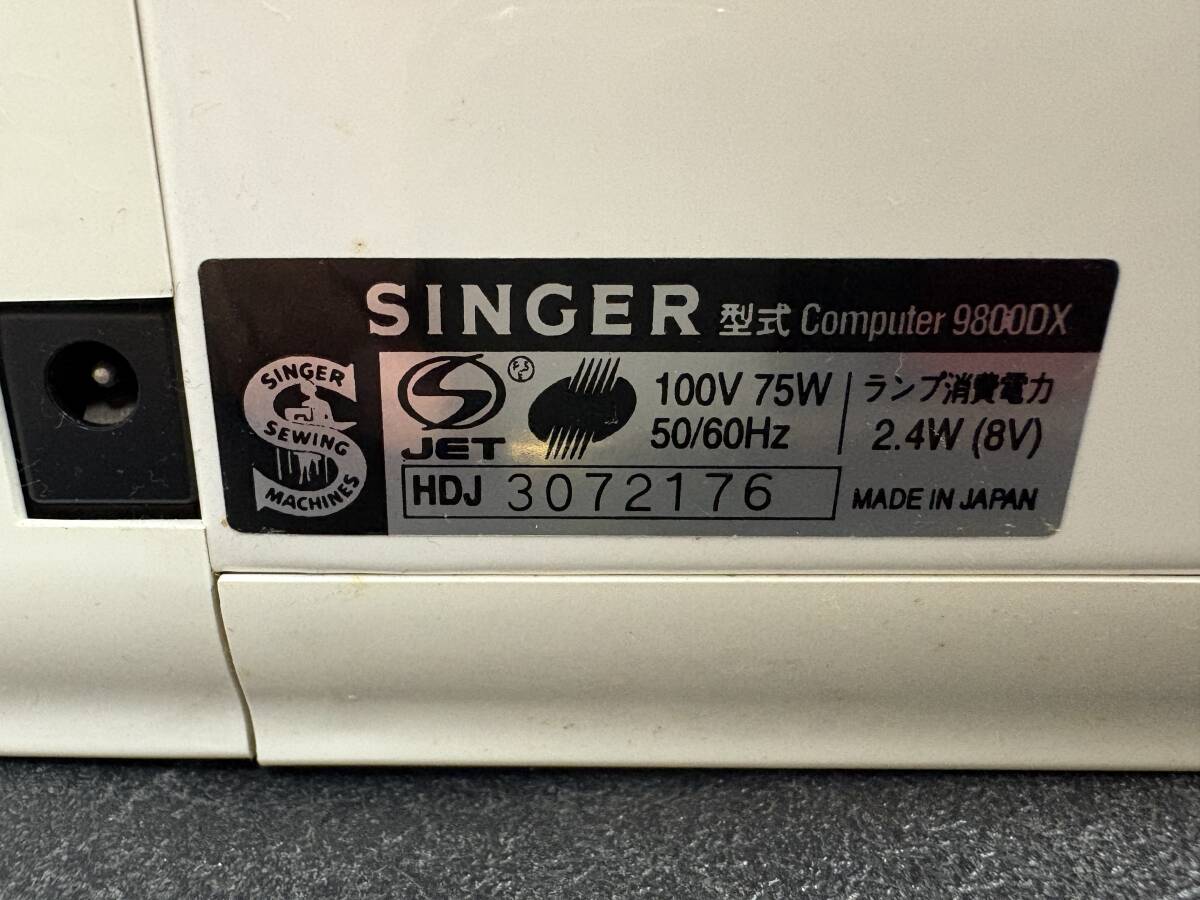 SINGER 型式 Computer 9800DX
SINGER
SEWING
MACHINES
JET
100V 75W
50/60Hz
ランプ消費電力
2.4W (8V)
HDJ 3072176
MADE IN JAPAN